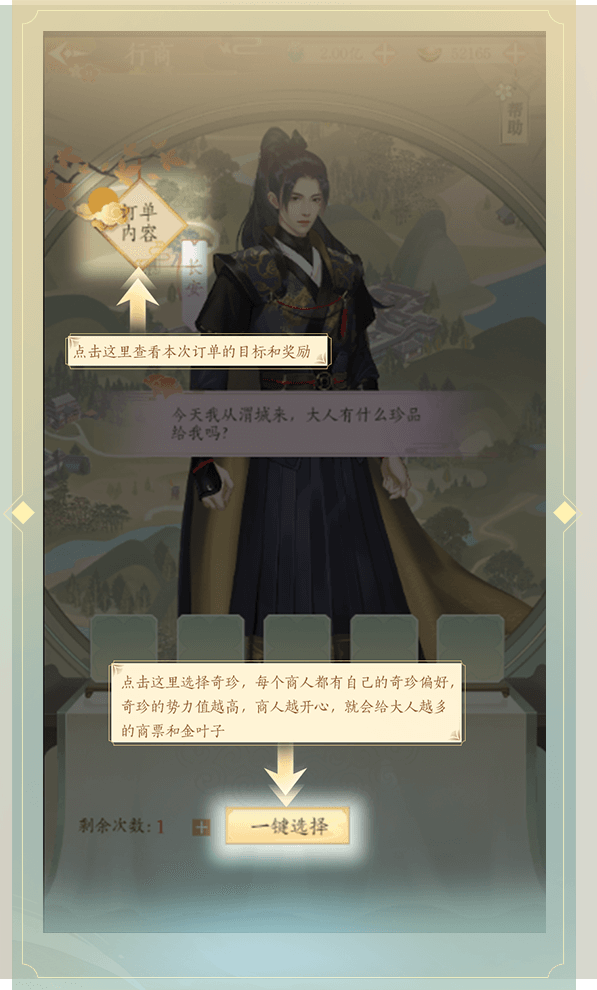 行商
2.00亿
52165
帮助
订单
内容
长安
点击这里查看本次订单的目标和奖励
今天我从渭城来，大人有什么珍品
给我吗？
点击这里选择奇珍，每个商人都有自己的奇珍偏好，
奇珍的势力值越高，商人越开心，就会给大人越多
的商票和金叶子
剩余次数：1
一键选择